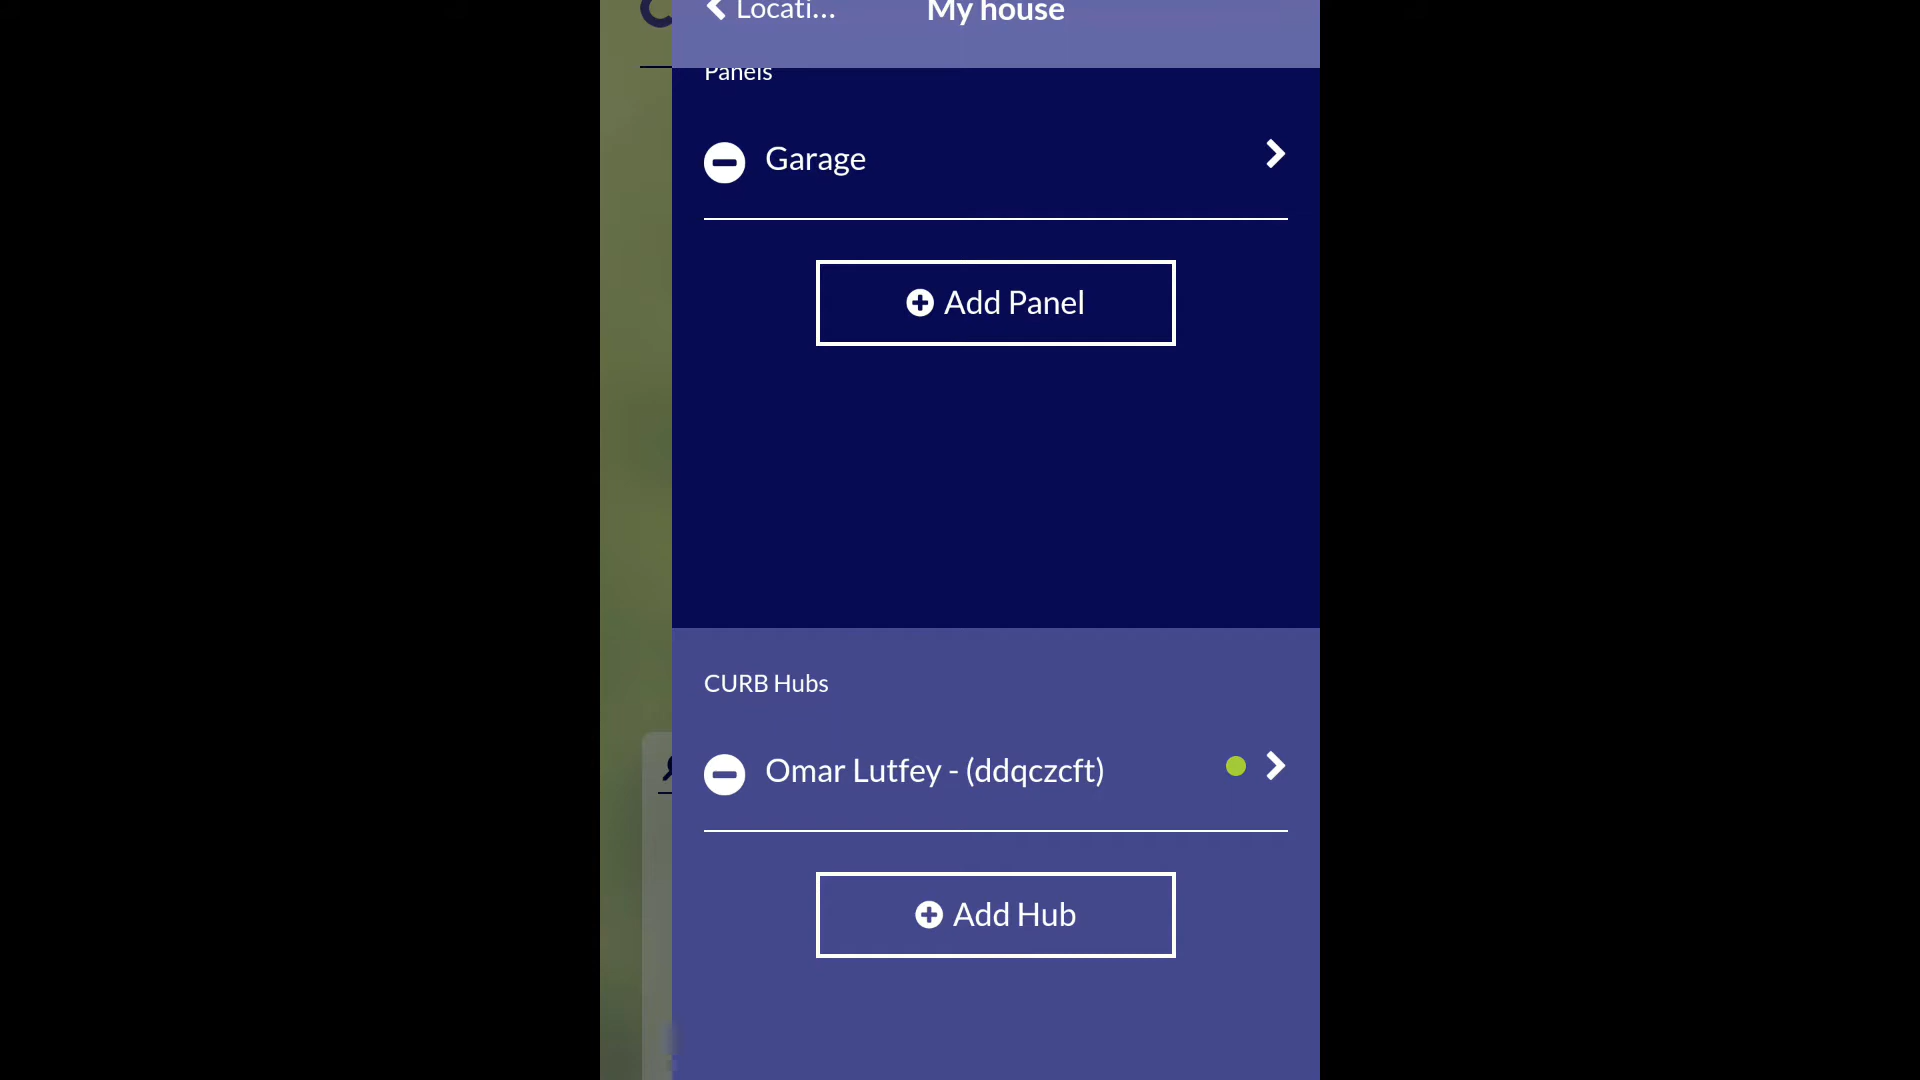 Locati...
My house
Panels
Garage
Add Panel
CURB Hubs
Omar Lutfey - (ddqczcft)
Add Hub